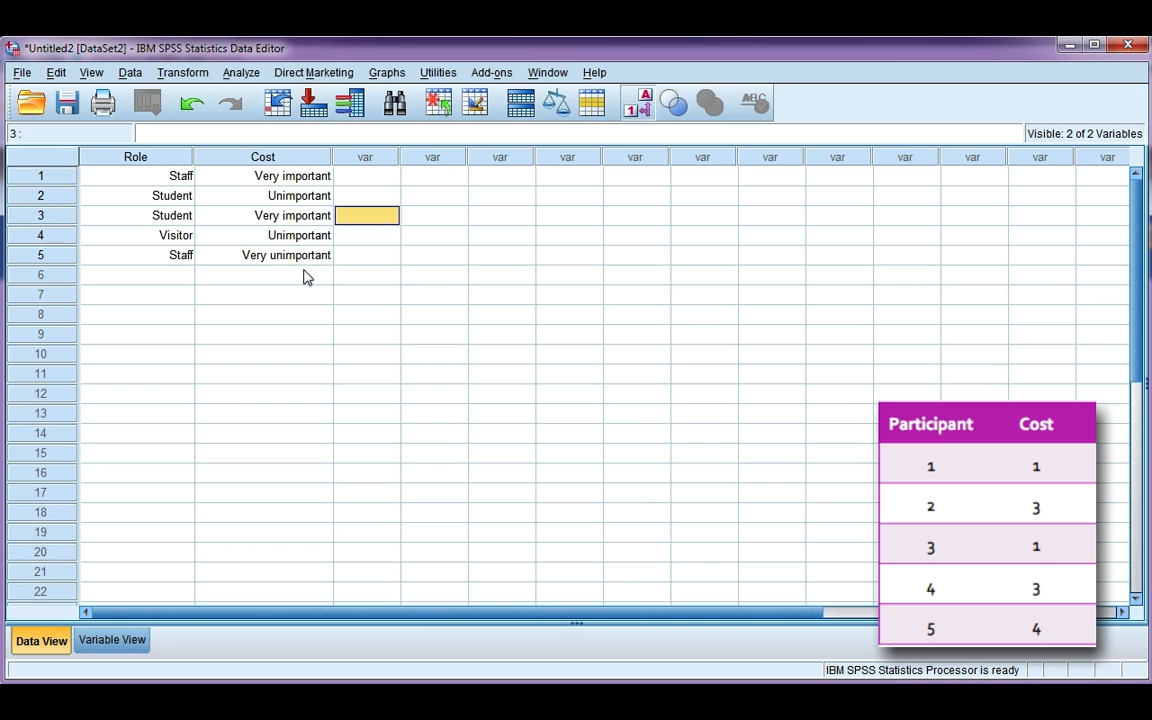 *Untitled2 [DataSet2] - IBM SPSS Statistics Data Editor
File Edit View Data Transform Analyze Direct Marketing Graphs Utilities Add-ons Window Help
1 A
ABC
3 : Visible: 2 of 2 Variables
Role Cost var var var var var var var var var var var var
1 Staff Very important
2 Student Unimportant
3 Student Very important
4 Visitor Unimportant
5 Staff Very unimportant
6
7
8
9
10
11
12
13
14
15
16
17
18
19
20
21
22
Participant Cost
1 1
2 3
3 1
4 3
5 4
Data View Variable View
IBM SPSS Statistics Processor is ready